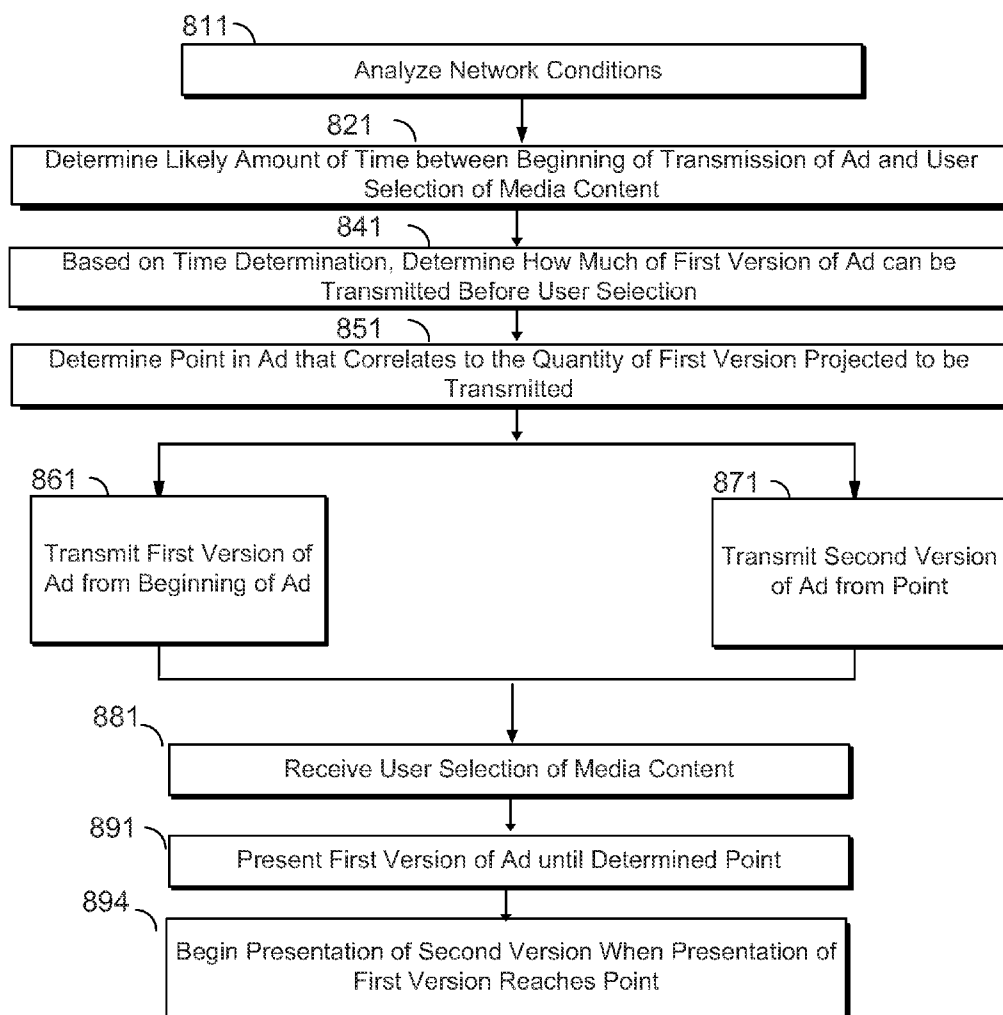 811
Analyze Network Conditions
821
Determine Likely Amount of Time between Beginning of Transmission of Ad and User
Selection of Media Content
841
Based on Time Determination, Determine How Much of First Version of Ad can be
Transmitted Before User Selection
851
Determine Point in Ad that Correlates to the Quantity of First Version Projected to be
Transmitted
861
Transmit First Version of
Ad from Beginning of Ad
871
Transmit Second Version
of Ad from Point
881
Receive User Selection of Media Content
891
Present First Version of Ad until Determined Point
894
Begin Presentation of Second Version When Presentation of
First Version Reaches Point